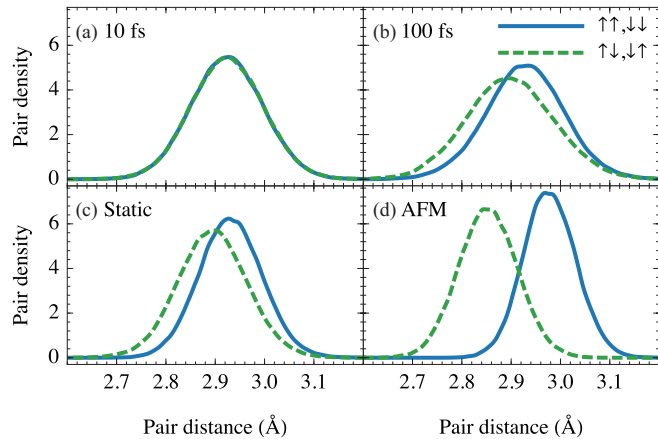 (a) 10 fs
(b) 100 fs
↑↑,↓↓
↑↓,↓↑
Pair density
6
4
2
0
(c) Static
(d) AFM
Pair density
6
4
2
0
2.7 2.8 2.9 3.0 3.1
2.7 2.8 2.9 3.0 3.1
Pair distance (Å)
Pair distance (Å)